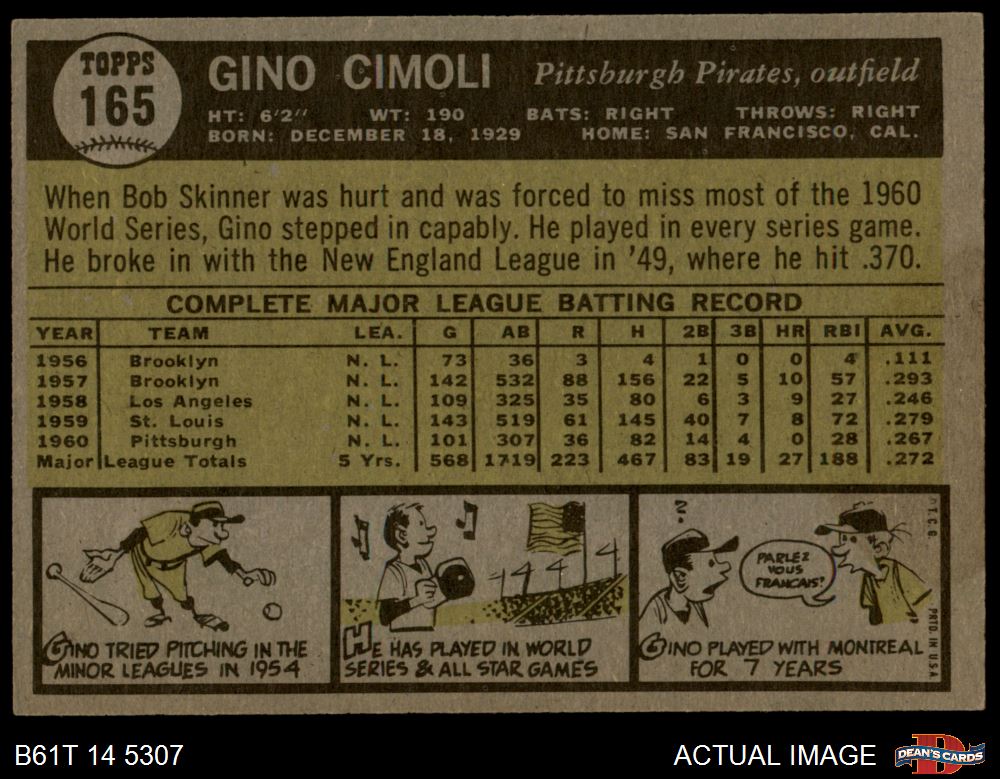 TOPPS
165
GINO CIMOLI
Pittsburgh Pirates, outfield
HT: 6'2" WT: 190 BATS: RIGHT THROWS: RIGHT
BORN: DECEMBER 18, 1929 HOME: SAN FRANCISCO, CAL.
When Bob Skinner was hurt and was forced to miss most of the 1960
World Series, Gino stepped in capably. He played in every series game.
He broke in with the New England League in '49, where he hit .370.
COMPLETE MAJOR LEAGUE BATTING RECORD
YEAR TEAM LEA. G AB R H 2B 3B HR RBI AVG.
1956 Brooklyn N. L. 73 36 3 4 1 0 0 4 .111
1957 Brooklyn N. L. 142 532 88 156 22 5 10 57 .293
1958 Los Angeles N. L. 109 325 35 80 6 3 9 27 .246
1959 St. Louis N. L. 143 519 61 145 40 7 8 72 .279
1960 Pittsburgh N. L. 101 307 36 82 14 4 0 28 .267
Major League Totals 5 Yrs. 568 1719 223 467 83 19 27 188 .272
GINO TRIED PITCHING IN THE
MINOR LEAGUES IN 1954
HE HAS PLAYED IN WORLD
SERIES & ALL STAR GAMES
?
PARLEZ
VOUS
FRANCAIS?
GINO PLAYED WITH MONTREAL
FOR 7 YEARS
T.C.G.
PRTD. IN U.S.A.
B61T 14 5307
ACTUAL IMAGE
D
DEAN'S CARDS